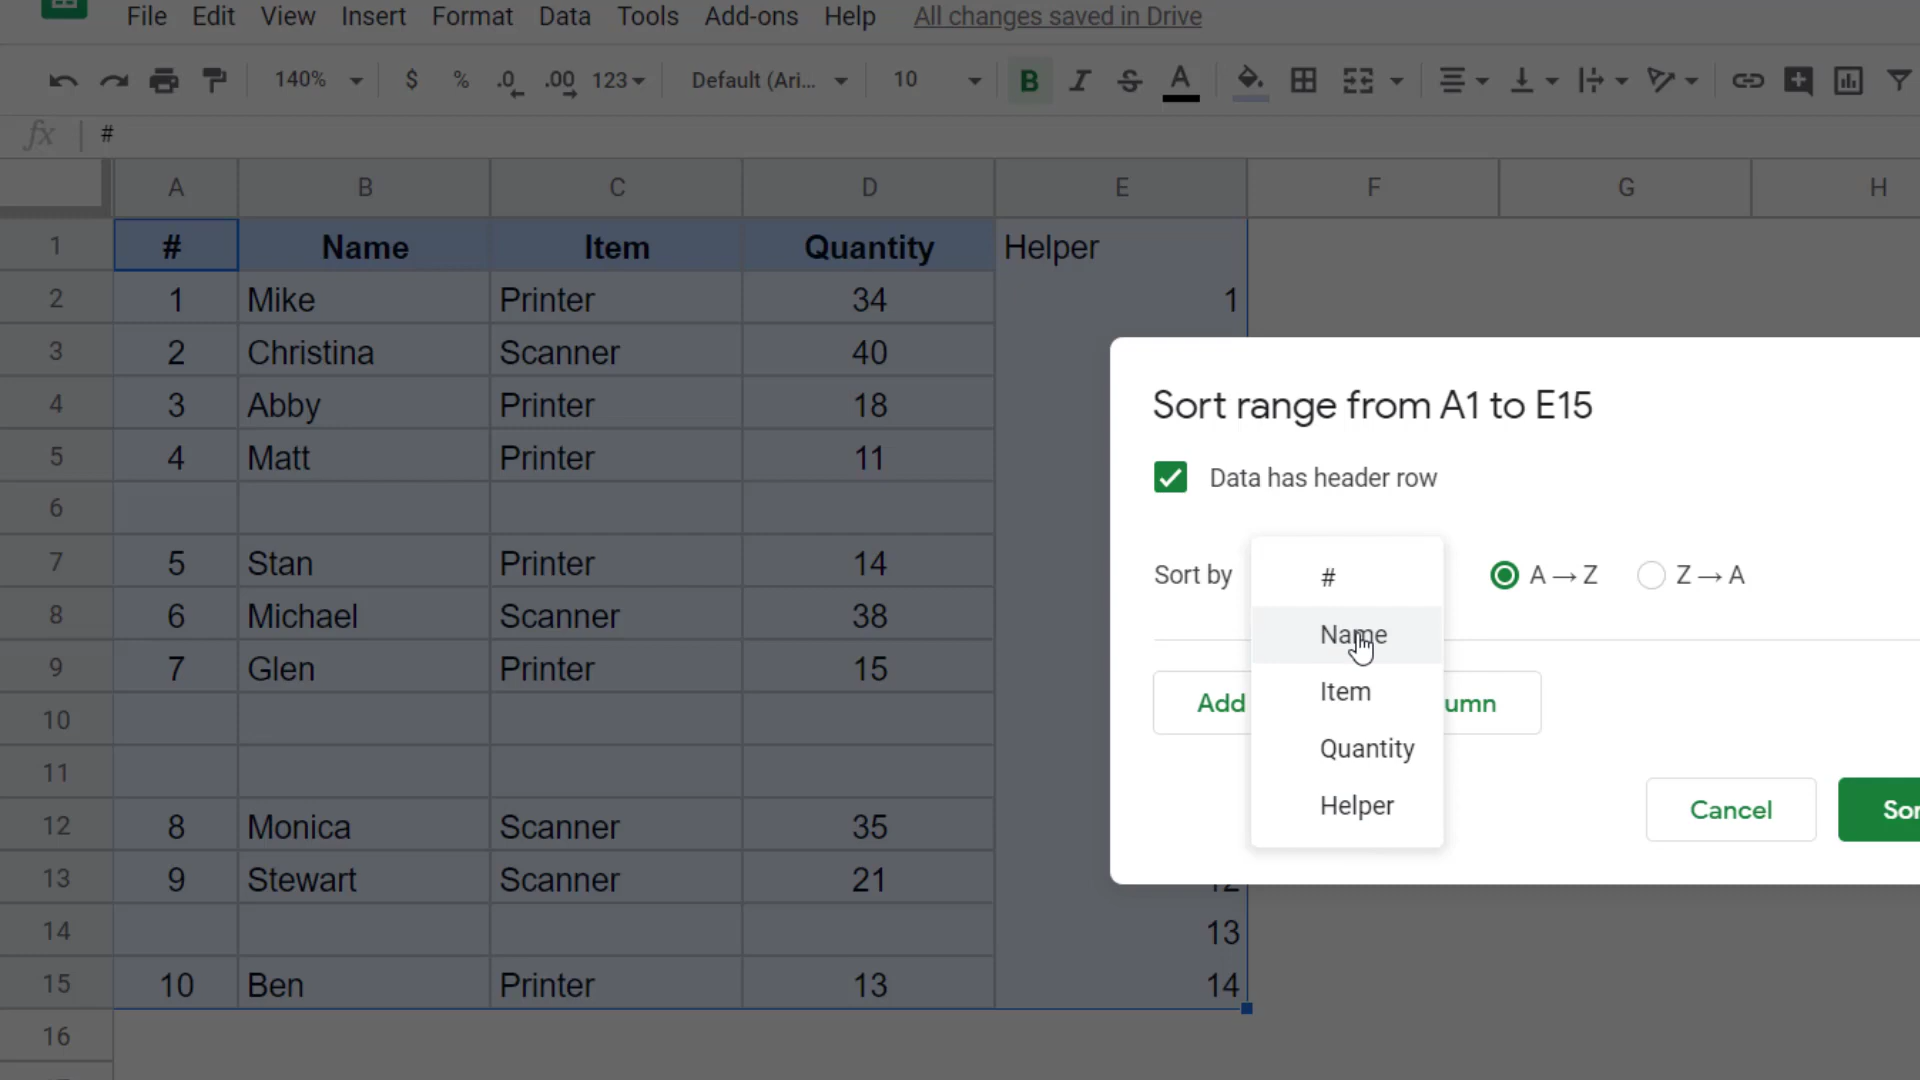 File Edit View Insert Format Data Tools Add-ons Help All changes saved in Drive
140% $ % .0 .00 123 Default (Ari... 10 B I S A
fx #
A B C D E F G H
1 # Name Item Quantity Helper
2 1 Mike Printer 34 1
3 2 Christina Scanner 40
4 3 Abby Printer 18
5 4 Matt Printer 11
6
7 5 Stan Printer 14
8 6 Michael Scanner 38
9 7 Glen Printer 15
10
11
12 8 Monica Scanner 35
13 9 Stewart Scanner 21 12
14 13
15 10 Ben Printer 13 14
16
Sort range from A1 to E15
Data has header row
Sort by # A → Z Z → A
Name
Item
Add umn
Quantity
Helper
Cancel Sor